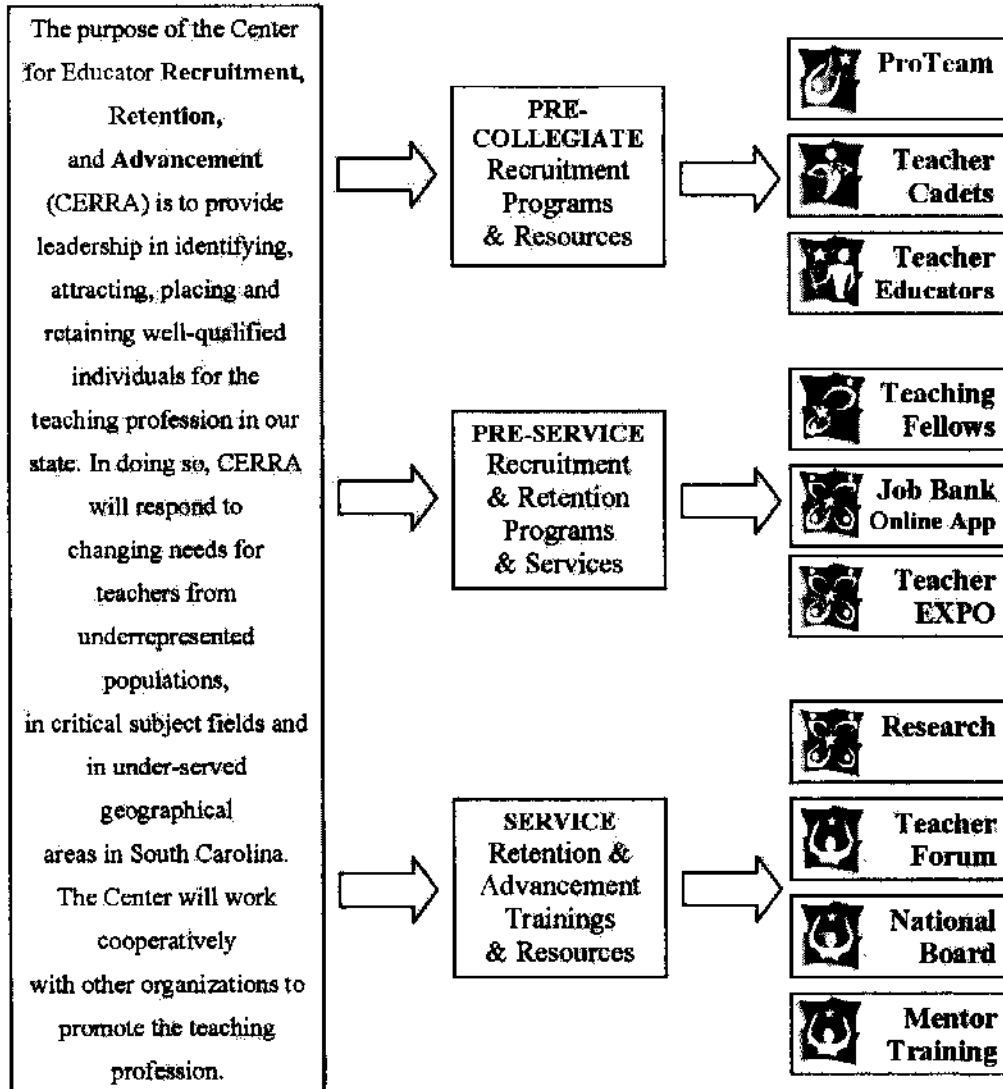 The purpose of the Center
for Educator Recruitment,
Retention,
and Advancement
(CERRA) is to provide
leadership in identifying,
attracting, placing and
retaining well-qualified
individuals for the
teaching profession in our
state. In doing so, CERRA
will respond to
changing needs for
teachers from
underrepresented
populations,
in critical subject fields and
in under-served
geographical
areas in South Carolina.
The Center will work
cooperatively
with other organizations to
promote the teaching
profession.
PRE-
COLLEGIATE
Recruitment
Programs
& Resources
ProTeam
Teacher
Cadets
Teacher
Educators
PRE-SERVICE
Recruitment
& Retention
Programs
& Services
Teaching
Fellows
Job Bank
Online App
Teacher
EXPO
SERVICE
Retention &
Advancement
Trainings
& Resources
Research
Teacher
Forum
National
Board
Mentor
Training